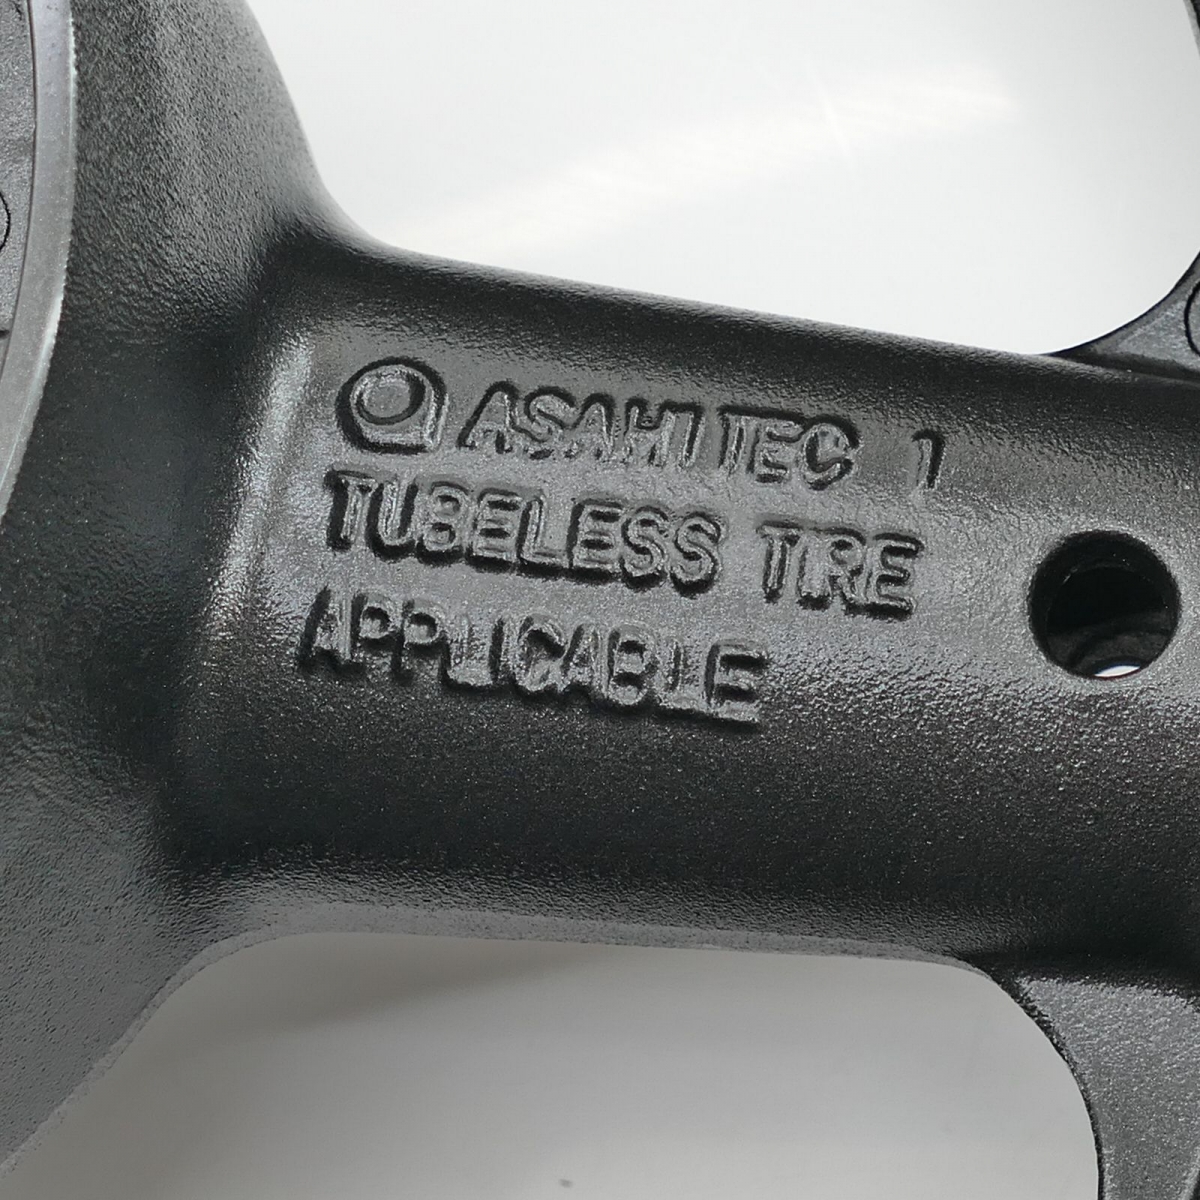 ASAHI TEC 1
TUBELESS TIRE
APPLICABLE